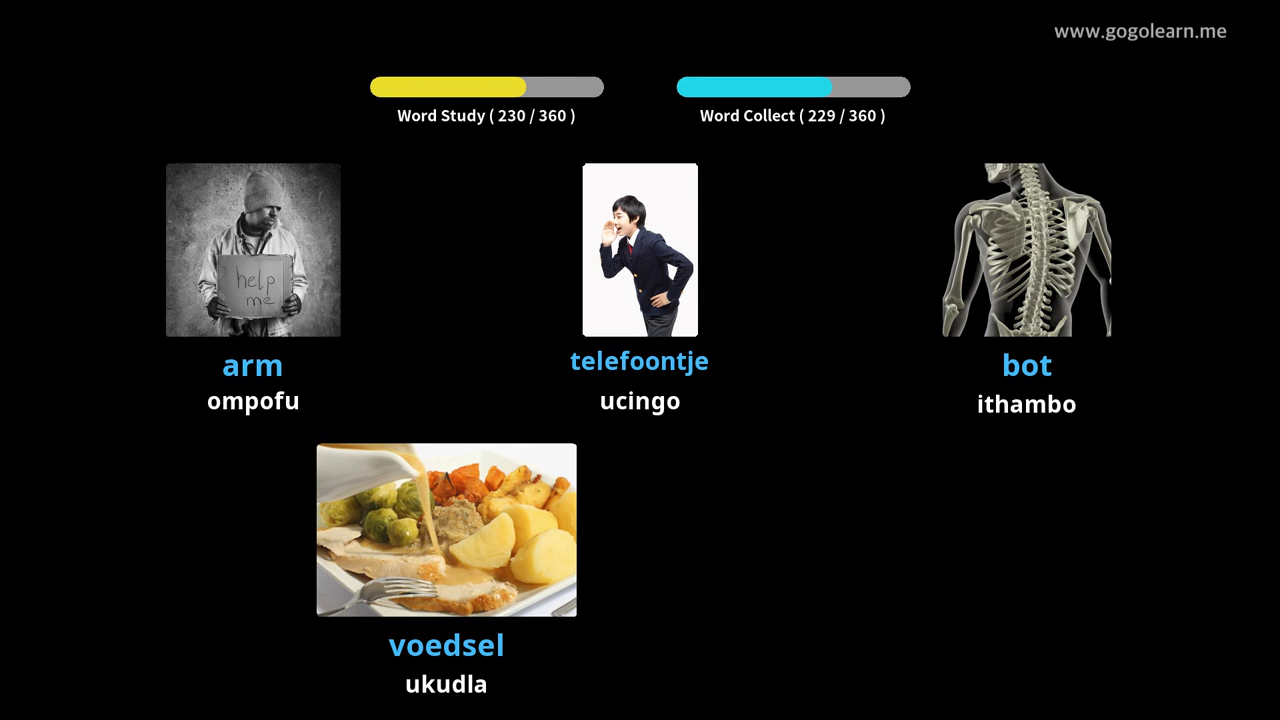 www.gogolearn.me
Word Study ( 230 / 360 )
Word Collect ( 229 / 360 )
help
me
arm
ompofu
telefoontje
ucingo
bot
ithambo
voedsel
ukudla